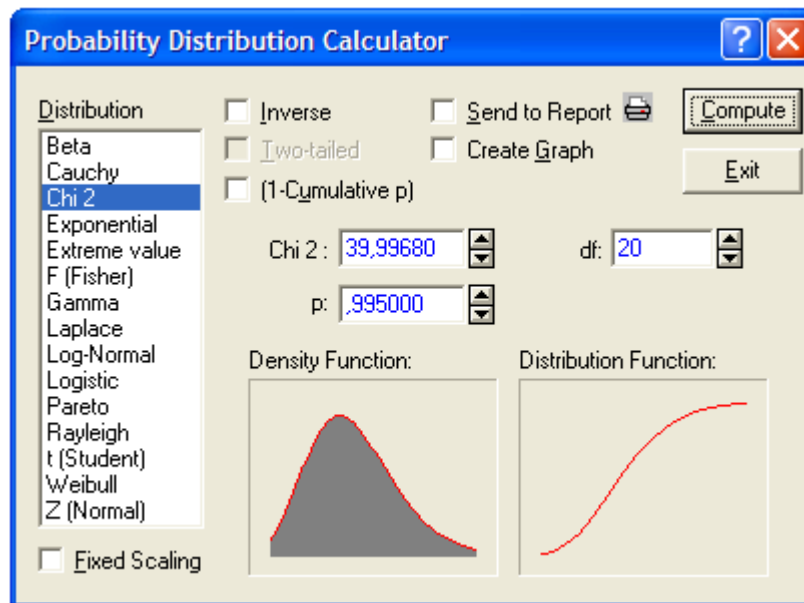 Probability Distribution Calculator
Distribution
Beta
Cauchy
Chi 2
Exponential
Extreme value
F (Fisher)
Gamma
Laplace
Log-Normal
Logistic
Pareto
Rayleigh
t (Student)
Weibull
Z (Normal)
Fixed Scaling
Inverse
Two-tailed
(1-Cumulative p)
Send to Report
Create Graph
Compute
Exit
Chi 2 : 39,99680
df: 20
p: ,995000
Density Function:
Distribution Function: